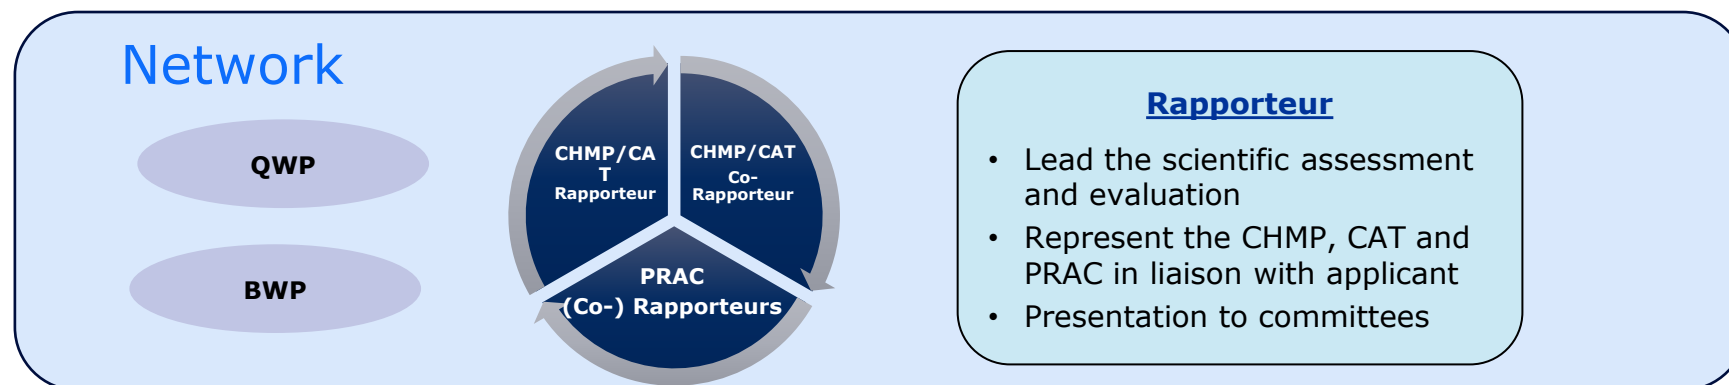 Network
QWP
BWP
CHMP/CA
T
Rapporteur
CHMP/CAT
Co-
Rapporteur
PRAC
(Co-) Rapporteurs
Rapporteur
• Lead the scientific assessment
and evaluation
• Represent the CHMP, CAT and
PRAC in liaison with applicant
• Presentation to committees